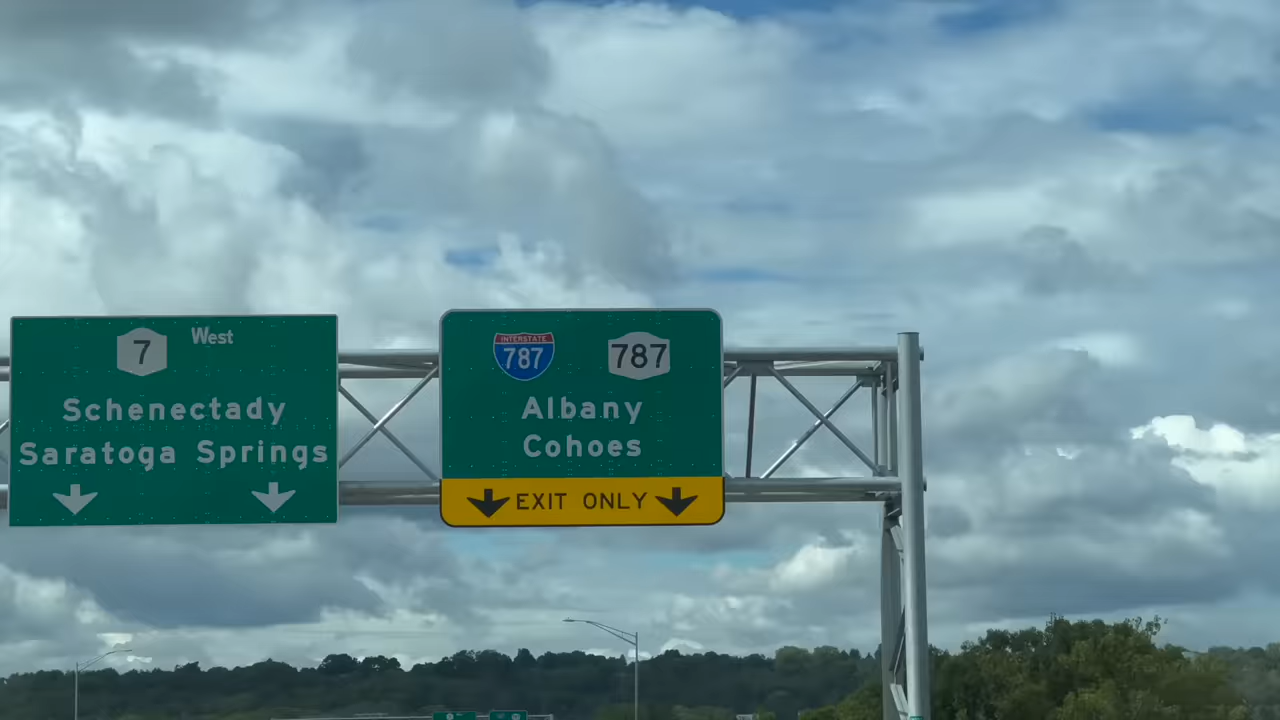 7 West
Schenectady
Saratoga Springs
INTERSTATE
787 787
Albany
Cohoes
EXIT ONLY